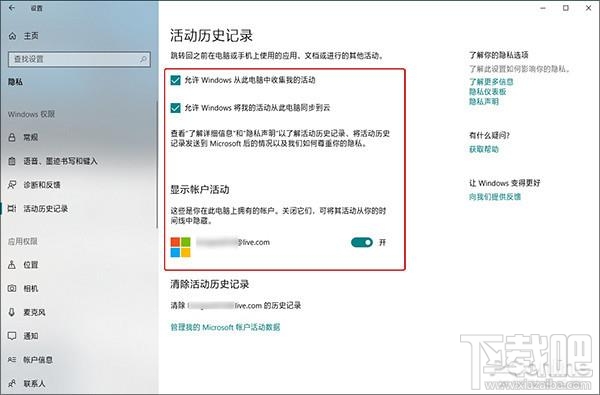 设置
主页
查找设置
隐私
Windows 权限
常规
语音、墨迹书写和键入
诊断和反馈
活动历史记录
应用权限
位置
相机
麦克风
通知
帐户信息
联系人
活动历史记录
跳转回之前在电脑或手机上使用的应用、文档或进行的其他活动。
允许 Windows 从此电脑中收集我的活动
允许 Windows 将我的活动从此电脑同步到云
查看"了解详细信息"和"隐私声明"以了解活动历史记录、将活动历
史记录发送到 Microsoft 后的情况以及我们如何尊重你的隐私。
显示帐户活动
这些是你在此电脑上拥有的帐户。关闭它们，可将其活动从你的时
间线中隐藏。
@live.com
开
清除活动历史记录
清除 live.com 的历史记录
管理我的 Microsoft 帐户活动数据
了解你的隐私选项
了解此设置如何影响你的隐私。
了解更多信息
隐私仪表板
隐私声明
有什么疑问?
获取帮助
让 Windows 变得更好
向我们提供反馈
下载吧
www.xiazaiba.com